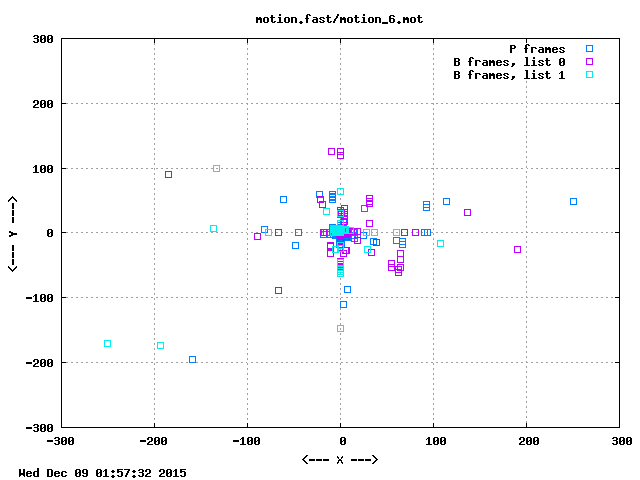 motion.fast/motion_6.mot
300
P frames
B frames, list 0
B frames, list 1
200
100
0
-100
-200
-300
<--- Y --->
-300 -200 -100 0 100 200 300
<--- X --->
Wed Dec 09 01:57:32 2015